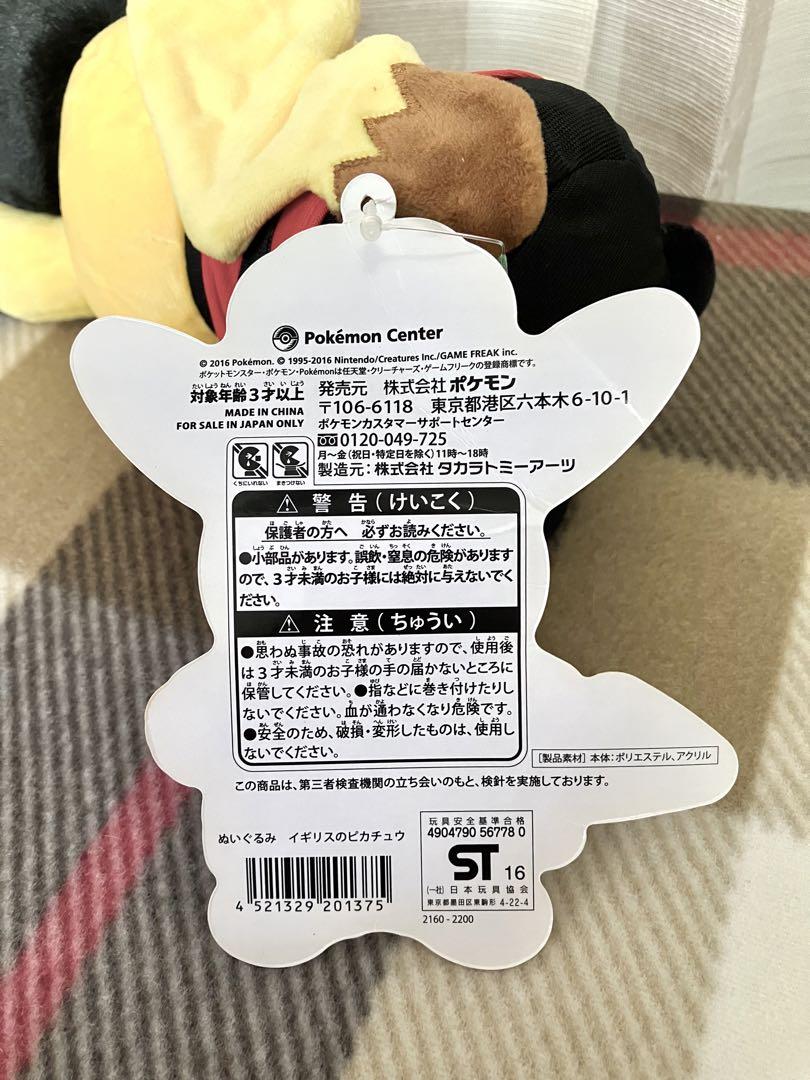 Pokémon Center
© 2016 Pokémon. © 1995-2016 Nintendo/Creatures Inc./GAME FREAK inc.
ポケットモンスター・ポケモン・Pokémonは任天堂・クリーチャーズ・ゲームフリークの登録商標です。
対象年齢3才以上
MADE IN CHINA
FOR SALE IN JAPAN ONLY
発売元 株式会社ポケモン
〒106-6118 東京都港区六本木6-10-1
ポケモンカスタマーサポートセンター
0120-049-725
月〜金(祝日・特定日を除く)11時〜18時
製造元:株式会社 タカラトミーアーツ
くちにいれない まきつけない
警告(けいこく)
保護者の方へ 必ずお読みください。
●小部品があります。誤飲・窒息の危険があります
ので、3才未満のお子様には絶対に与えないでく
ださい。
注意(ちゅうい)
●思わぬ事故の恐れがありますので、使用後
は3才未満のお子様の手の届かないところに
保管してください。●指などに巻き付けたりし
ないでください。血が通わなくなり危険です。
●安全のため、破損・変形したものは、使用し
ないでください。
[製品素材]本体:ポリエステル、アクリル
この商品は、第三者検査機関の立ち会いのもと、検針を実施しております。
ぬいぐるみ イギリスのピカチュウ
4 521329 201375
玩具安全基準合格
4904790 56778 0
ST 16
(一社)日本玩具協会
東京都墨田区東駒形 4-22-4
2160-2200